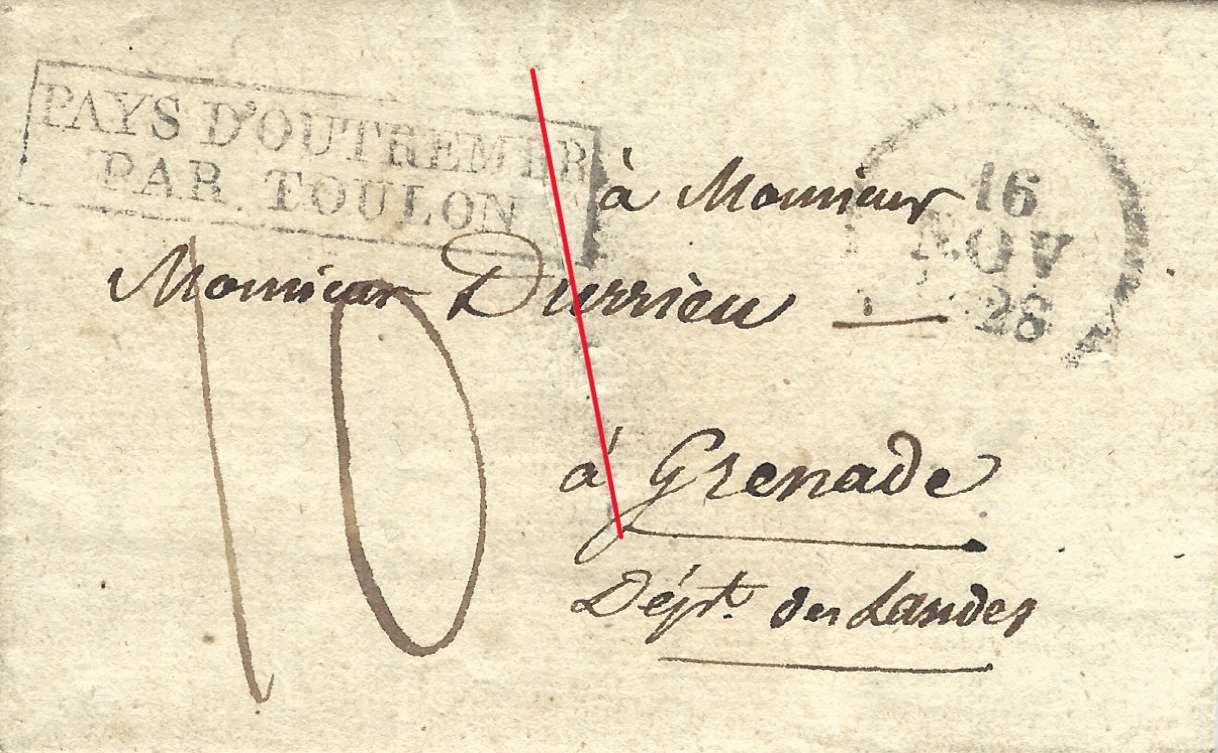 PAYS D'OUTREMER
PAR TOULON
16
NOV
28
à Monsieur
Monsieur Durrieu
10
à Grenade
Dépt. des Landes